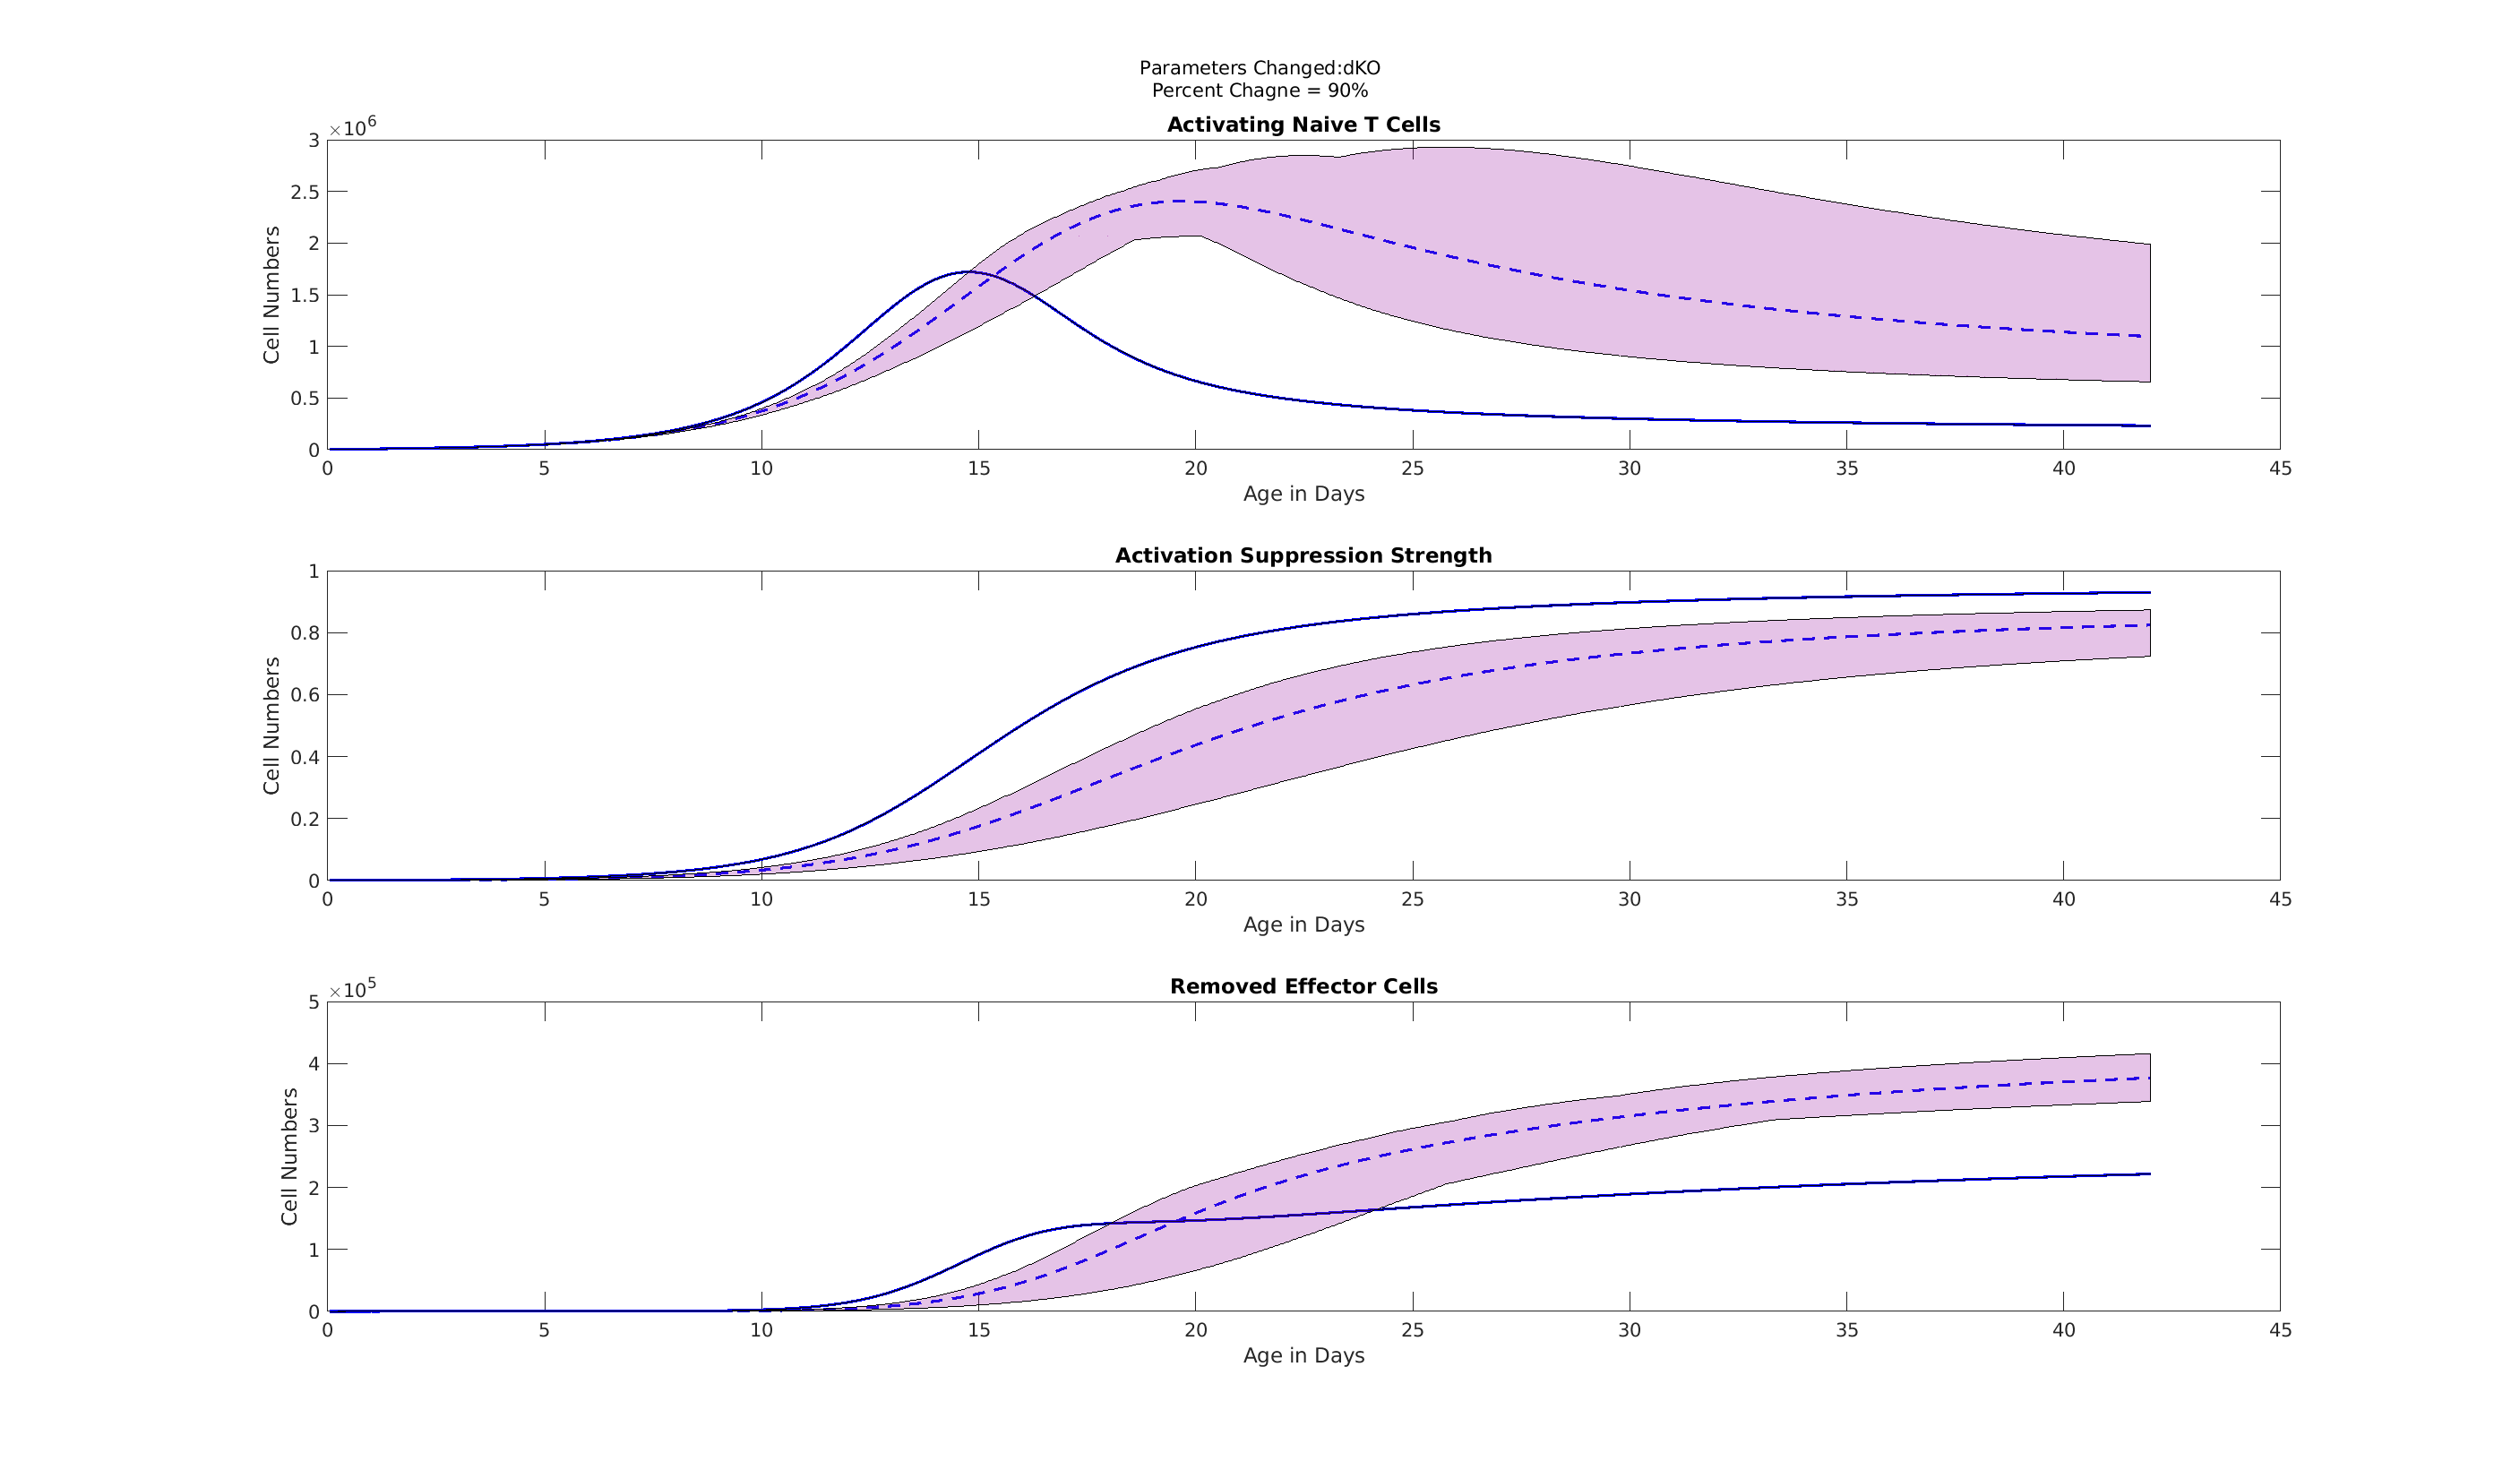 Parameters Changed:dKO
Percent Chagne = 90%
Activating Naive T Cells
×10^6
3
2.5
2
1.5
1
0.5
0
Cell Numbers
0 5 10 15 20 25 30 35 40 45
Age in Days
Activation Suppression Strength
1
0.8
0.6
0.4
0.2
0
Cell Numbers
0 5 10 15 20 25 30 35 40 45
Age in Days
Removed Effector Cells
×10^5
5
4
3
2
1
0
Cell Numbers
0 5 10 15 20 25 30 35 40 45
Age in Days